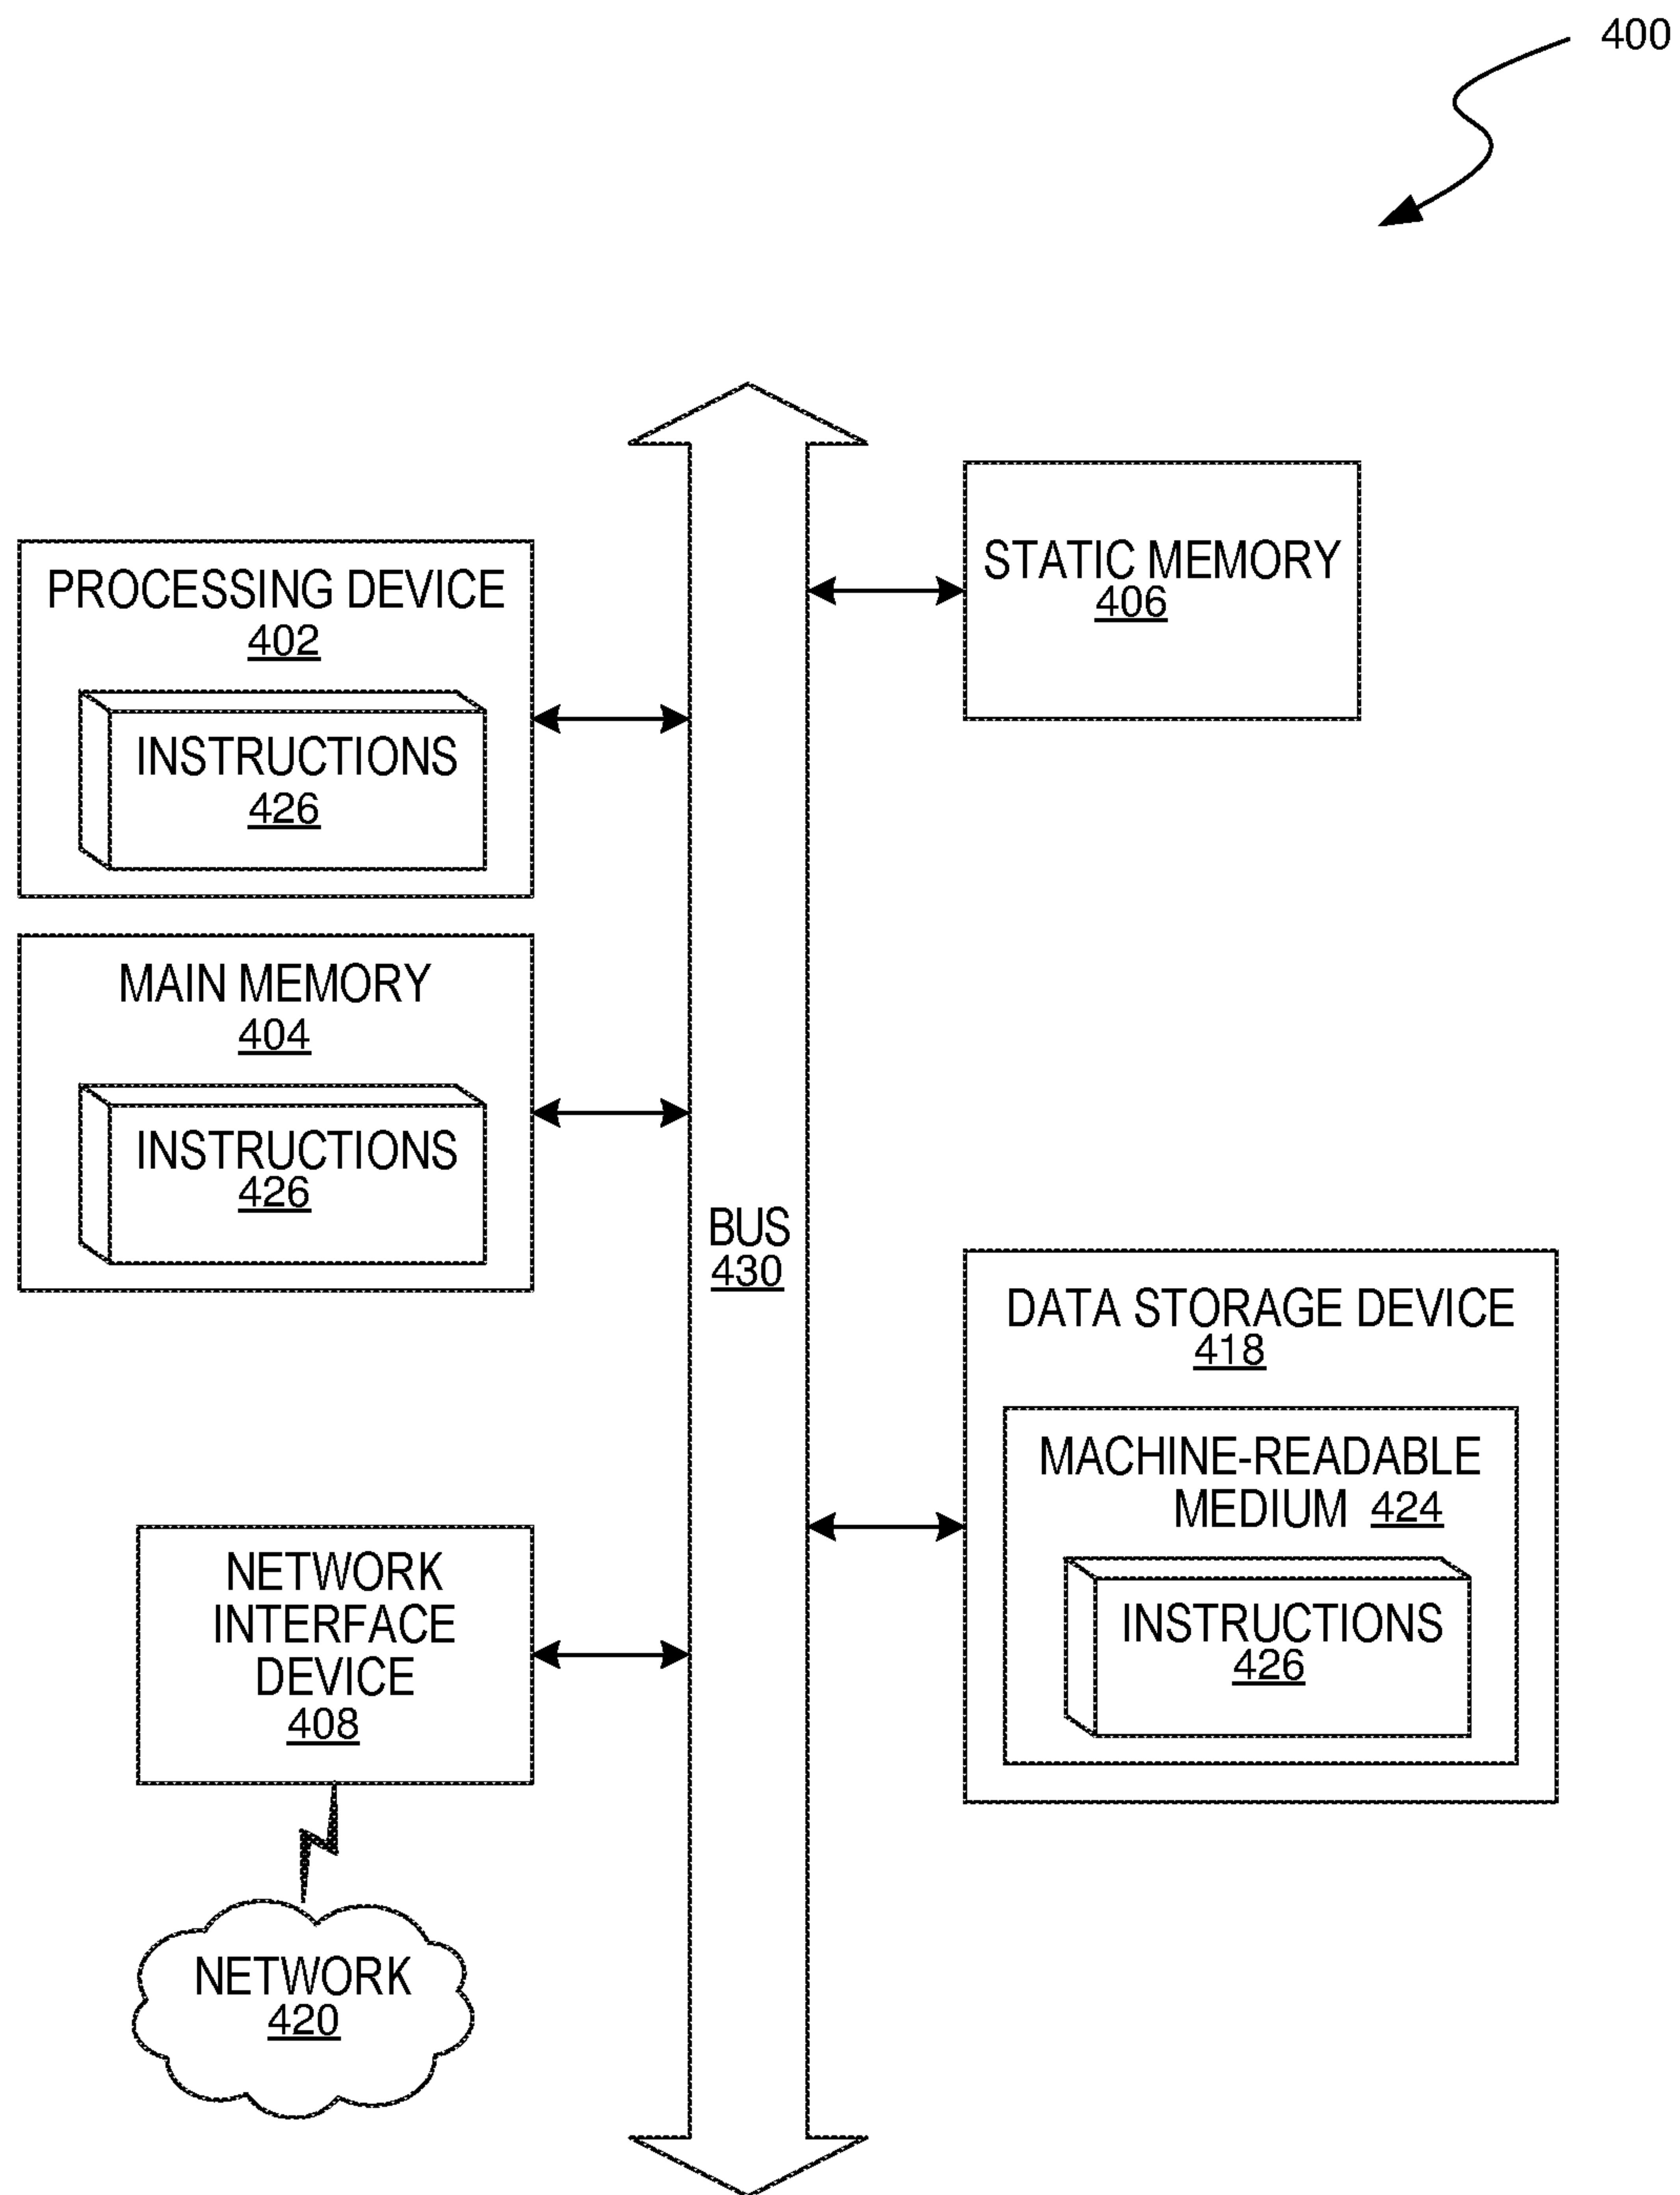 400
PROCESSING DEVICE
402
INSTRUCTIONS
426
STATIC MEMORY
406
MAIN MEMORY
404
INSTRUCTIONS
426
BUS
430
DATA STORAGE DEVICE
418
MACHINE-READABLE
MEDIUM 424
INSTRUCTIONS
426
NETWORK
INTERFACE
DEVICE
408
NETWORK
420